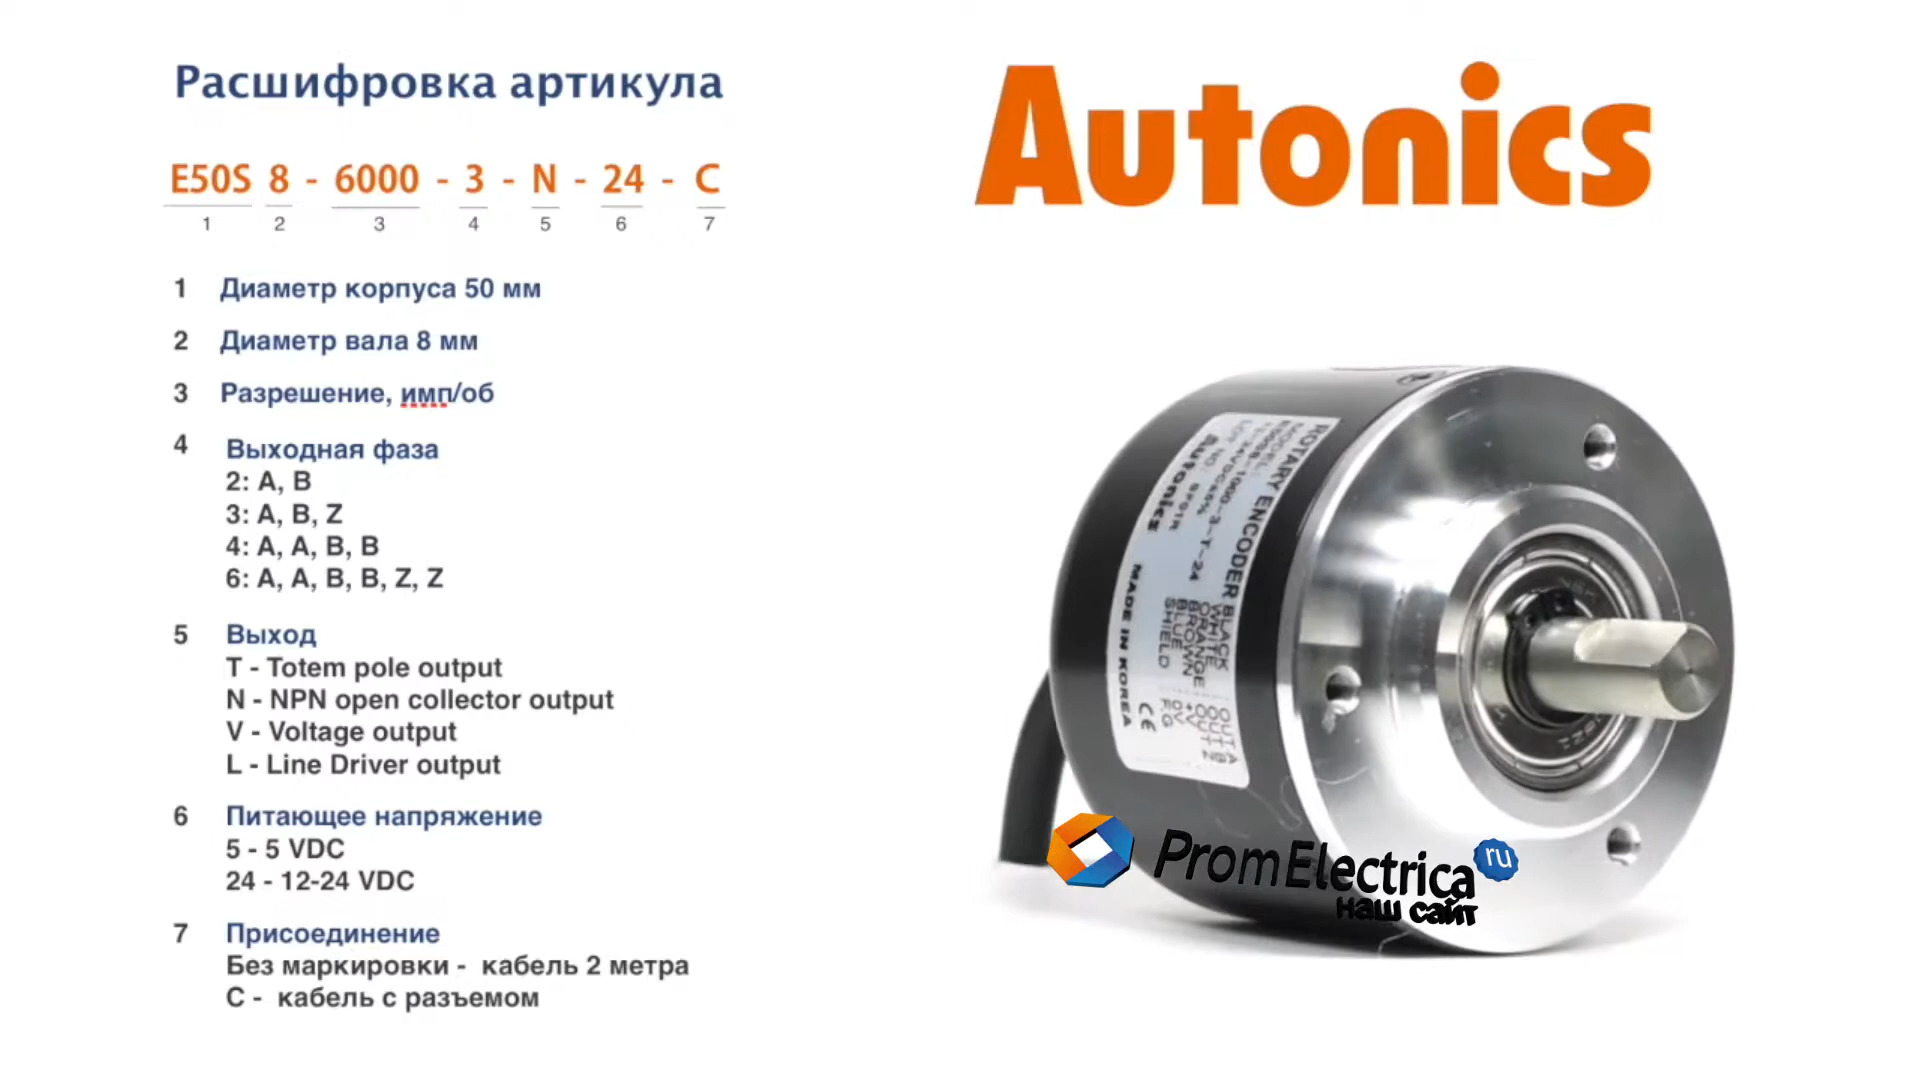 Расшифровка артикула
Autonics
E50S 8 - 6000 - 3 - N - 24 - C
1 2 3 4 5 6 7
1 Диаметр корпуса 50 мм
2 Диаметр вала 8 мм
3 Разрешение, имп/об
4 Выходная фаза
2: A, B
3: A, B, Z
4: A, A, B, B
6: A, A, B, B, Z, Z
5 Выход
T - Totem pole output
N - NPN open collector output
V - Voltage output
L - Line Driver output
6 Питающее напряжение
5 - 5 VDC
24 - 12-24 VDC
7 Присоединение
Без маркировки - кабель 2 метра
C - кабель с разъемом
ROTARY ENCODER
MODEL:
Autonics
MADE IN KOREA
CE
BLACK OUT A
WHITE OUT B
ORANGE OUT Z
BROWN +V
BLUE 0V
SHIELD F.G
PromElectrica ru
наш сайт